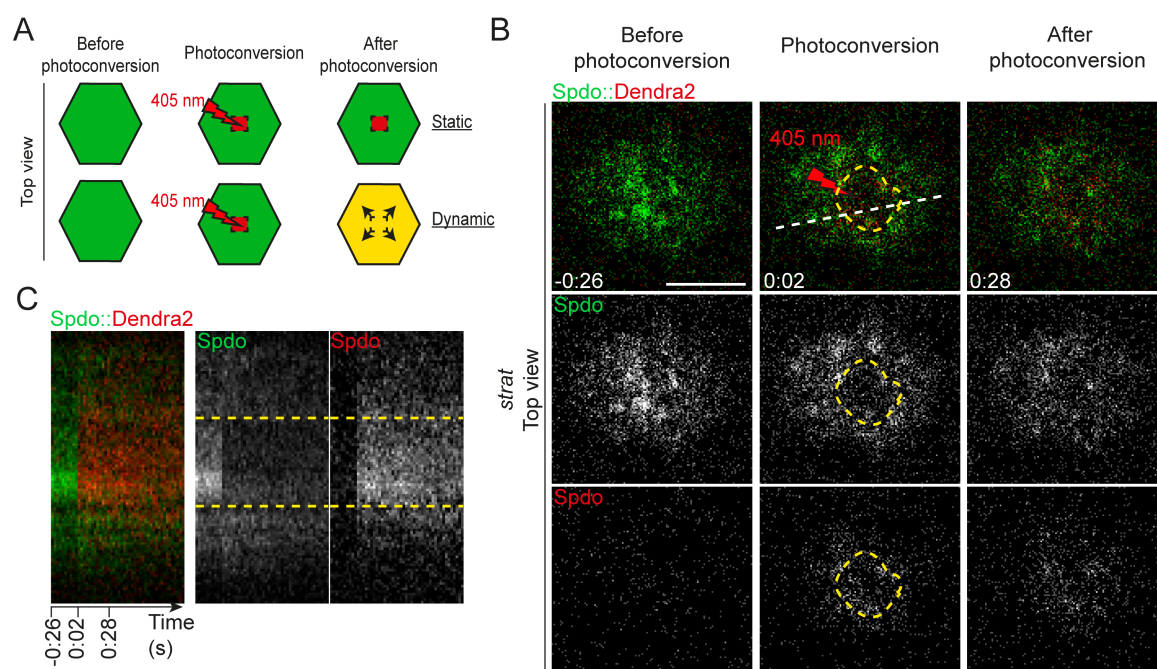 A
Before
photoconversion
Photoconversion
After
photoconversion
Top view
405 nm
Static
405 nm
Dynamic
B
Before
photoconversion
Photoconversion
After
photoconversion
Spdo::Dendra2
405 nm
-0:26
0:02
0:28
strat
Top view
Spdo
Spdo
C
Spdo::Dendra2
Spdo
Spdo
-0:26
0:02
0:28
Time
(s)